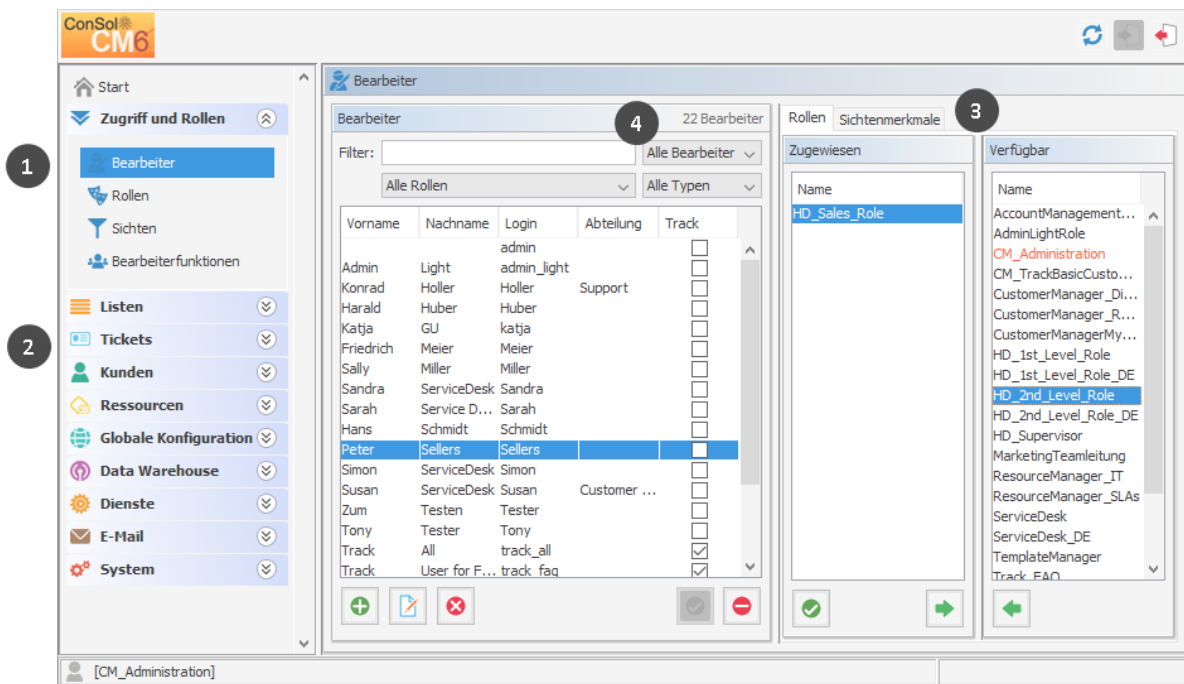 ConSol
CM6
Start
Zugriff und Rollen
1
Bearbeiter
Rollen
Sichten
Bearbeiterfunktionen
Listen
2
Tickets
Kunden
Ressourcen
Globale Konfiguration
Data Warehouse
Dienste
E-Mail
System
Bearbeiter
Bearbeiter
4
22 Bearbeiter
Filter:
Alle Bearbeiter
Alle Rollen
Alle Typen
Vorname Nachname Login Abteilung Track
admin
Admin Light admin_light
Konrad Holler Holler Support
Harald Huber Huber
Katja GU katja
Friedrich Meier Meier
Sally Miller Miller
Sandra ServiceDesk Sandra
Sarah Service D... Sarah
Hans Schmidt Schmidt
Peter Sellers Sellers
Simon ServiceDesk Simon
Susan ServiceDesk Susan Customer ...
Zum Testen Tester
Tony Tester Tony
Track All track_all
Track User for F... track_faq
Rollen
Sichtenmerkmale
3
Zugewiesen
Name
HD_Sales_Role
Verfügbar
Name
AccountManagement...
AdminLightRole
CM_Administration
CM_TrackBasicCusto...
CustomerManager_Di...
CustomerManager_R...
CustomerManagerMy...
HD_1st_Level_Role
HD_1st_Level_Role_DE
HD_2nd_Level_Role
HD_2nd_Level_Role_DE
HD_Supervisor
MarketingTeamleitung
ResourceManager_IT
ResourceManager_SLAs
ServiceDesk
ServiceDesk_DE
TemplateManager
Track_FAQ
[CM_Administration]